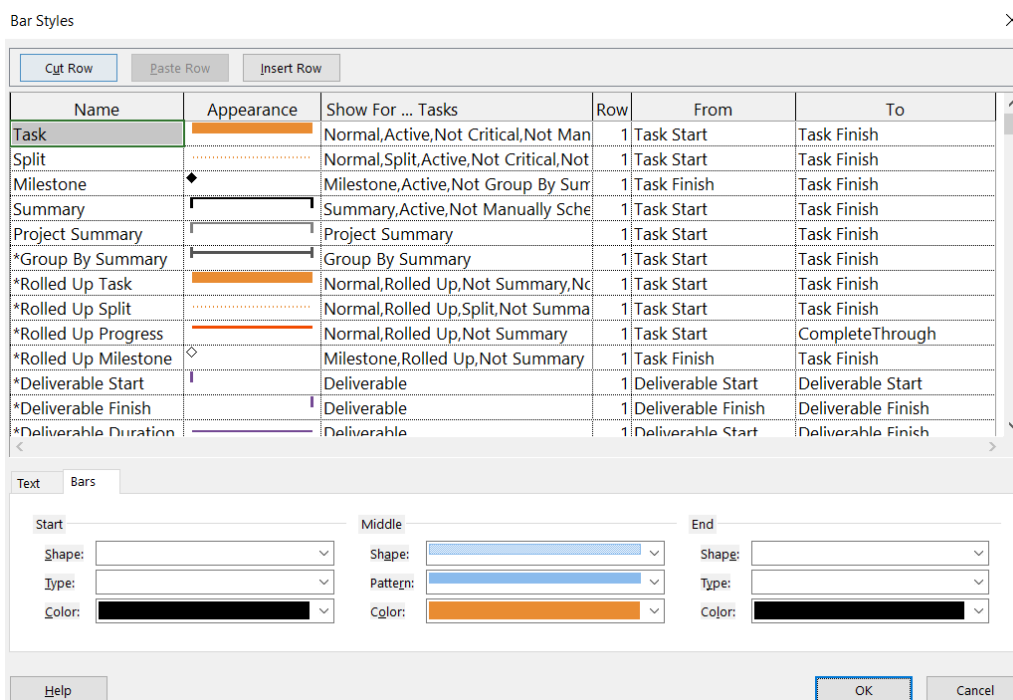 Bar Styles
Cut Row Paste Row Insert Row
Name Appearance Show For ... Tasks Row From To
Task Normal,Active,Not Critical,Not Man 1 Task Start Task Finish
Split Normal,Split,Active,Not Critical,Not 1 Task Start Task Finish
Milestone Milestone,Active,Not Group By Sum 1 Task Finish Task Finish
Summary Summary,Active,Not Manually Sche 1 Task Start Task Finish
Project Summary Project Summary 1 Task Start Task Finish
*Group By Summary Group By Summary 1 Task Start Task Finish
*Rolled Up Task Normal,Rolled Up,Not Summary,Nc 1 Task Start Task Finish
*Rolled Up Split Normal,Rolled Up,Split,Not Summa 1 Task Start Task Finish
*Rolled Up Progress Normal,Rolled Up,Not Summary 1 Task Start CompleteThrough
*Rolled Up Milestone Milestone,Rolled Up,Not Summary 1 Task Finish Task Finish
*Deliverable Start Deliverable 1 Deliverable Start Deliverable Start
*Deliverable Finish Deliverable 1 Deliverable Finish Deliverable Finish
*Deliverable Duration Deliverable 1 Deliverable Start Deliverable Finish
Text Bars
Start Middle End
Shape: Shape: Shape:
Type: Pattern: Type:
Color: Color: Color:
Help OK Cancel